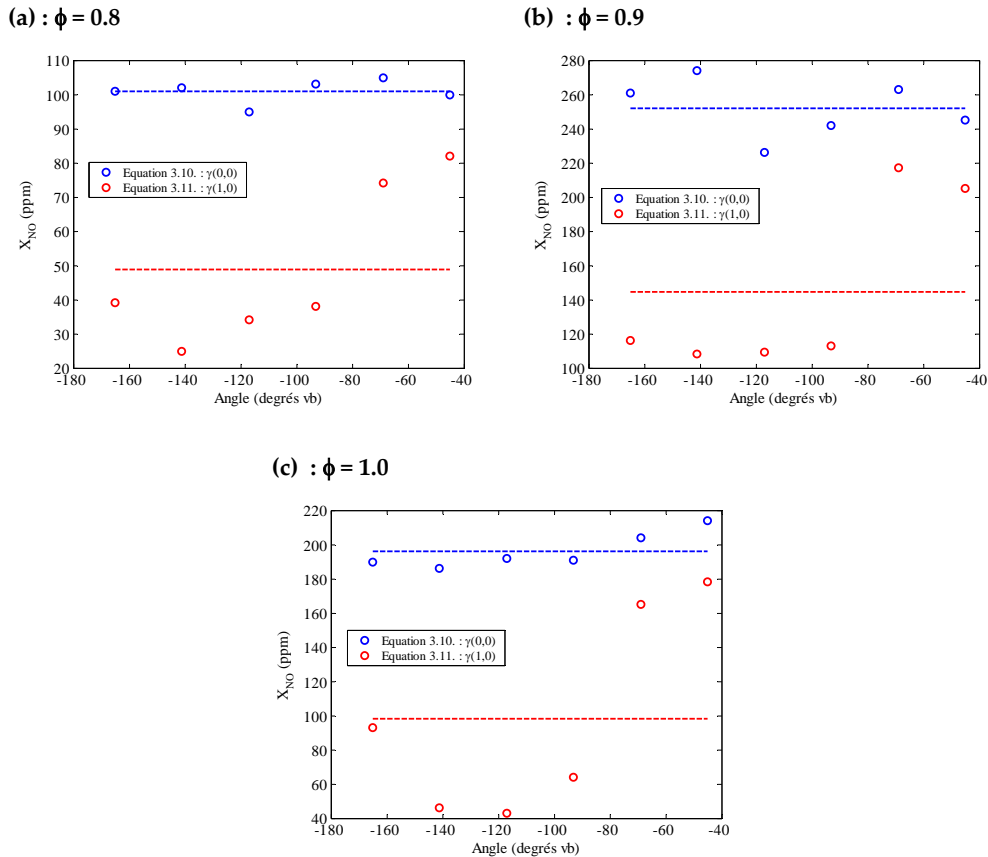 (a) : ϕ = 0.8
110
100
90
80
70
60
50
40
30
20
X_NO (ppm)
Equation 3.10. : γ(0,0)
Equation 3.11. : γ(1,0)
-180 -160 -140 -120 -100 -80 -60 -40
Angle (degrés vb)
(b) : ϕ = 0.9
280
260
240
220
200
180
160
140
120
100
X_NO (ppm)
Equation 3.10. : γ(0,0)
Equation 3.11. : γ(1,0)
-180 -160 -140 -120 -100 -80 -60 -40
Angle (degrés vb)
(c) : ϕ = 1.0
220
200
180
160
140
120
100
80
60
40
X_NO (ppm)
Equation 3.10. : γ(0,0)
Equation 3.11. : γ(1,0)
-180 -160 -140 -120 -100 -80 -60 -40
Angle (degrés vb)